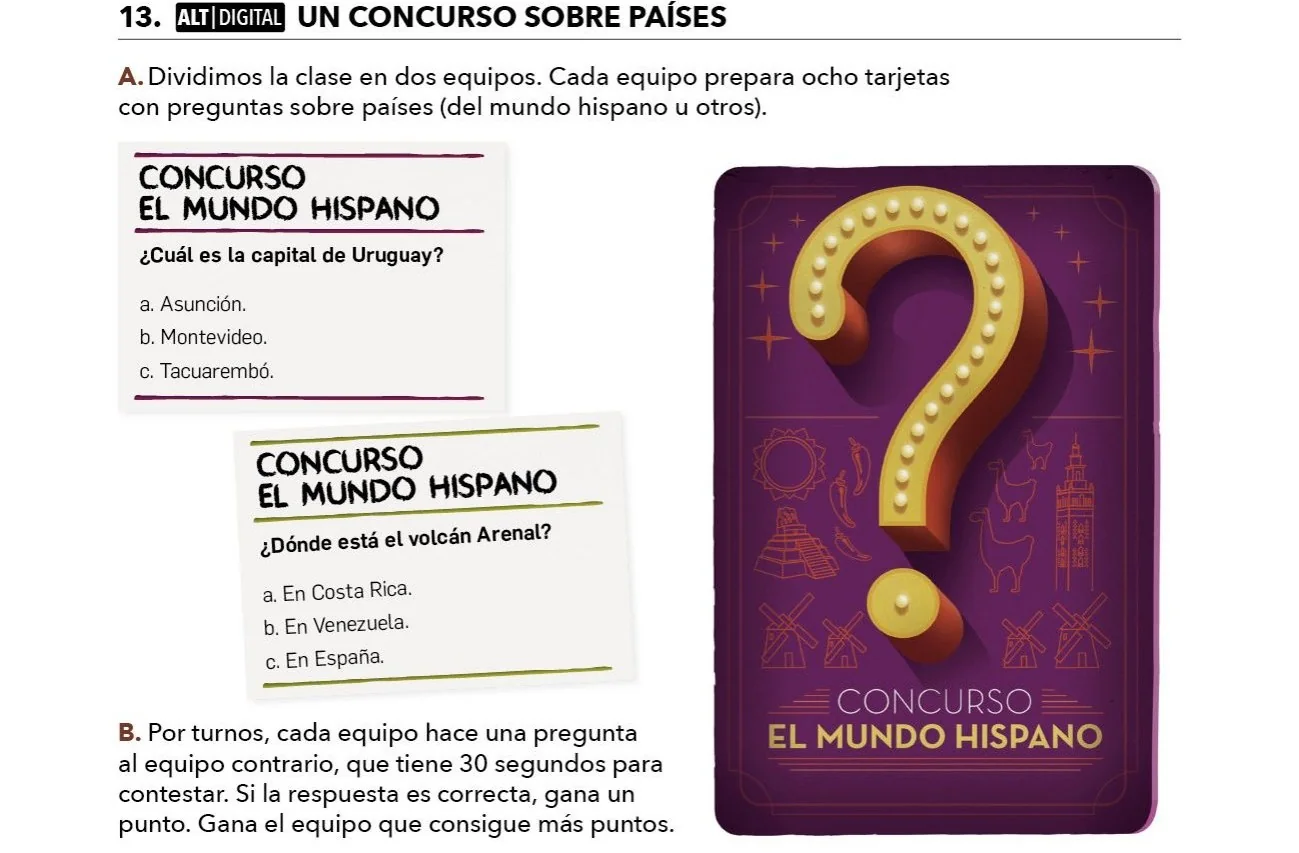 13. ALT|DIGITAL UN CONCURSO SOBRE PAÍSES
A. Dividimos la clase en dos equipos. Cada equipo prepara ocho tarjetas
con preguntas sobre países (del mundo hispano u otros).
CONCURSO
EL MUNDO HISPANO
¿Cuál es la capital de Uruguay?
a. Asunción.
b. Montevideo.
c. Tacuarembó.
CONCURSO
EL MUNDO HISPANO
¿Dónde está el volcán Arenal?
a. En Costa Rica.
b. En Venezuela.
c. En España.
B. Por turnos, cada equipo hace una pregunta
al equipo contrario, que tiene 30 segundos para
contestar. Si la respuesta es correcta, gana un
punto. Gana el equipo que consigue más puntos.
CONCURSO
EL MUNDO HISPANO